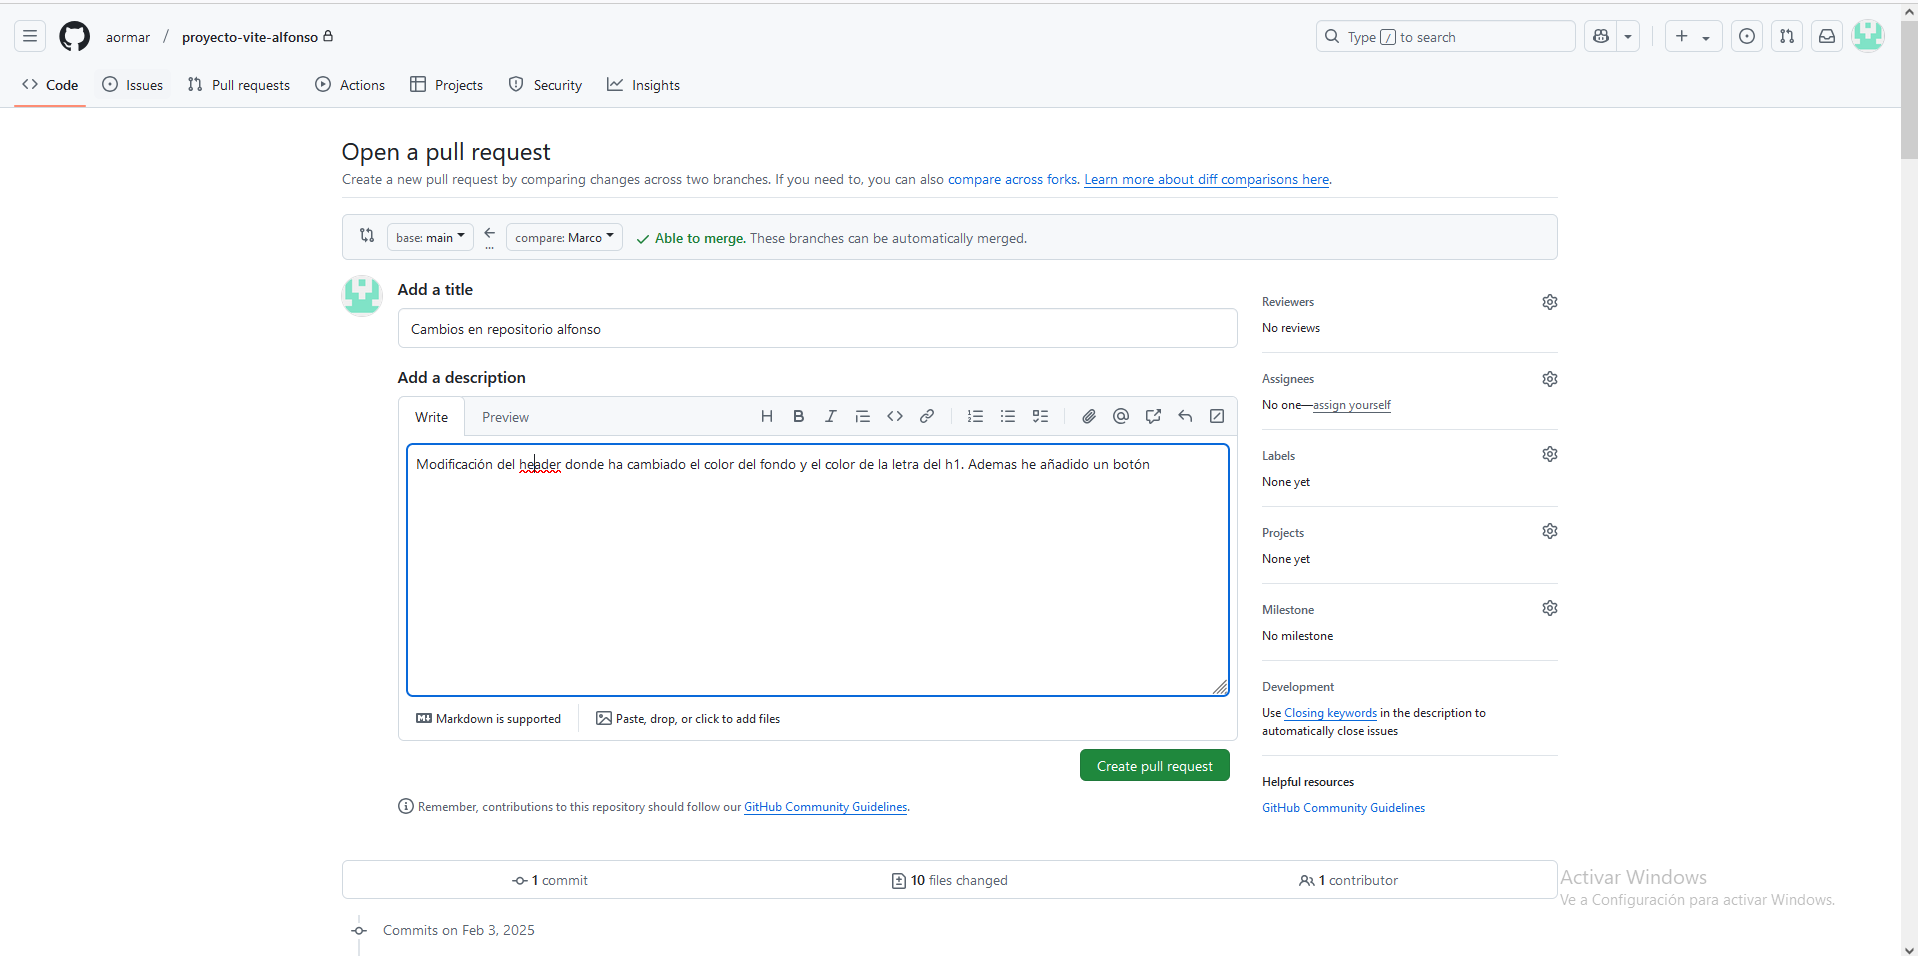 aormar / proyecto-vite-alfonso
Type / to search
Code
Issues
Pull requests
Actions
Projects
Security
Insights
Open a pull request
Create a new pull request by comparing changes across two branches. If you need to, you can also compare across forks. Learn more about diff comparisons here.
base: main
...
compare: Marco
Able to merge. These branches can be automatically merged.
Add a title
Cambios en repositorio alfonso
Add a description
Write
Preview
Modificación del header donde ha cambiado el color del fondo y el color de la letra del h1. Ademas he añadido un botón
Markdown is supported
Paste, drop, or click to add files
Create pull request
Remember, contributions to this repository should follow our GitHub Community Guidelines.
Reviewers
No reviews
Assignees
No one—assign yourself
Labels
None yet
Projects
None yet
Milestone
No milestone
Development
Use Closing keywords in the description to
automatically close issues
Helpful resources
GitHub Community Guidelines
1 commit
10 files changed
1 contributor
Commits on Feb 3, 2025
Activar Windows
Ve a Configuración para activar Windows.